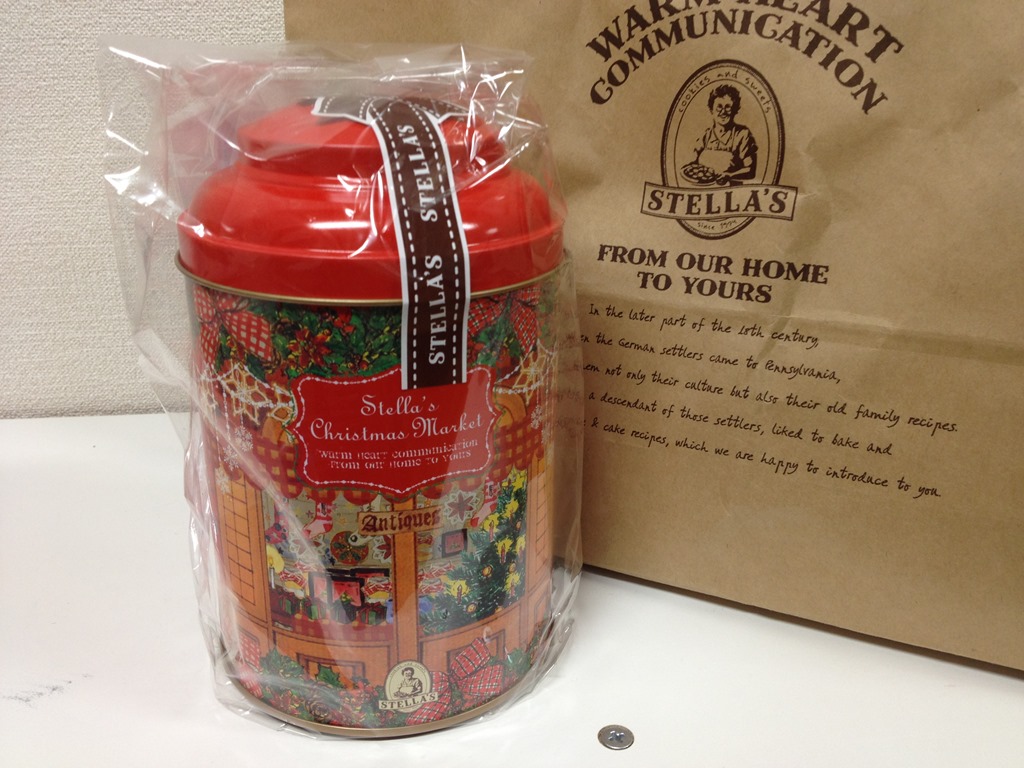 WARM HEART
COMMUNICATION
cookies and sweets
STELLA'S
since 1974
FROM OUR HOME
TO YOURS
In the later part of the 18th century,
the German settlers came to Pennsylvania,
not only their culture but also their old family recipes.
a descendant of those settlers, liked to bake and
& cake recipes, which we are happy to introduce to you.
STELLA'S
STELLA'S
Stella's
Christmas Market
warm heart communication
from our home to yours
Antiques
STELLA'S